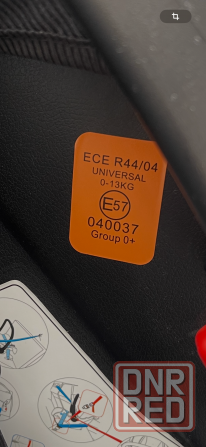 ECE R44/04
UNIVERSAL
0-13KG
E57
040037
Group 0+
DNR
RED